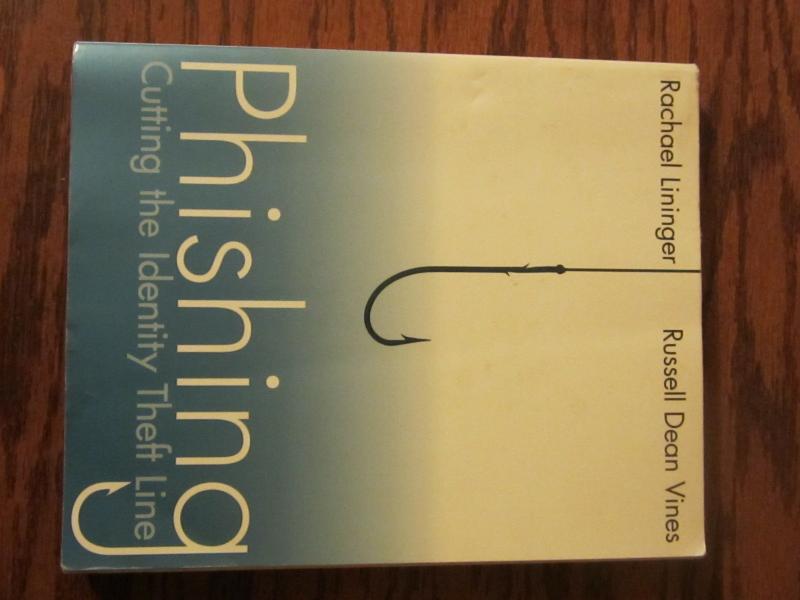 Rachael Lininger Russell Dean Vines
Phishing
Cutting the Identity Theft Line